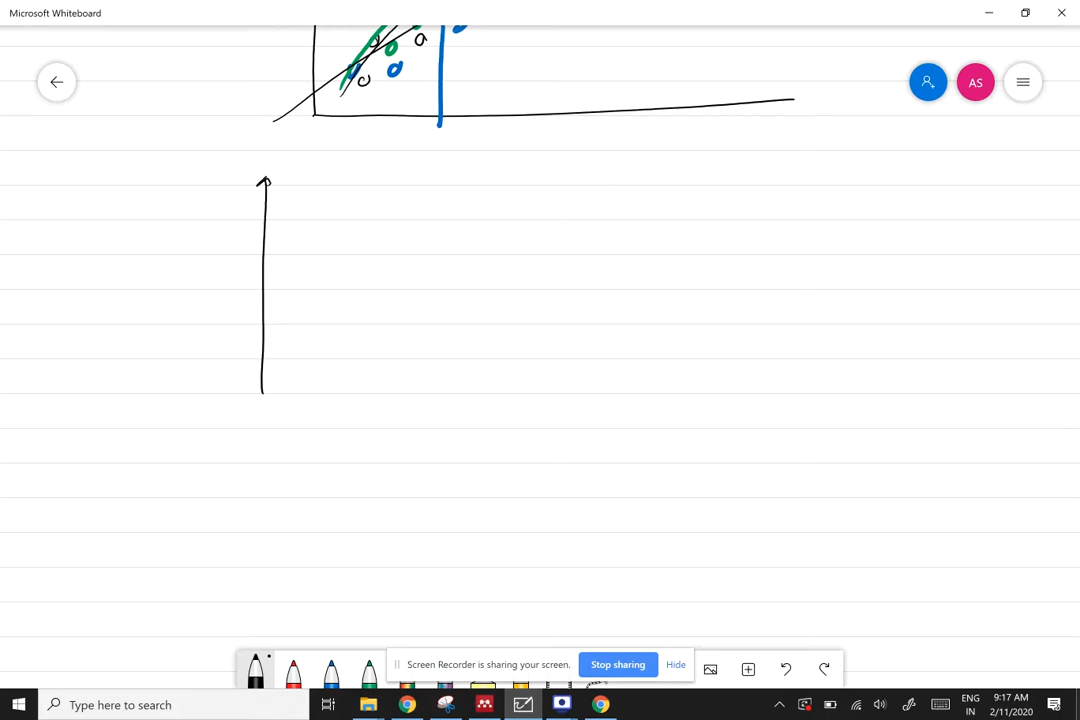 Microsoft Whiteboard
AS
Screen Recorder is sharing your screen.
Stop sharing
Hide
Type here to search
ENG
IN
9:17 AM
2/11/2020